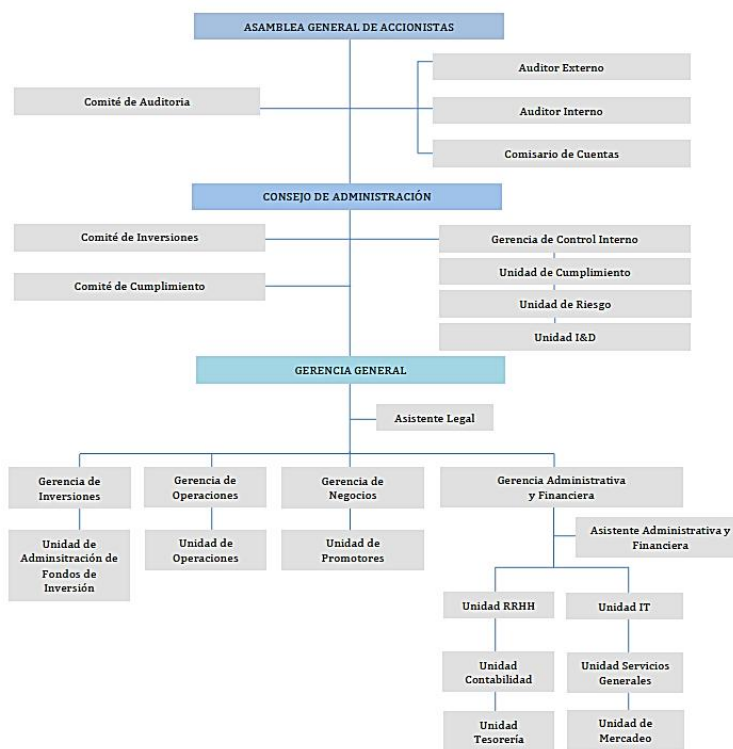 ASAMBLEA GENERAL DE ACCIONISTAS
Auditor Externo
Comité de Auditoria
Auditor Interno
Comisario de Cuentas
CONSEJO DE ADMINISTRACIÓN
Comité de Inversiones
Gerencia de Control Interno
Unidad de Cumplimiento
Comité de Cumplimiento
Unidad de Riesgo
Unidad I&D
GERENCIA GENERAL
Asistente Legal
Gerencia de
Inversiones
Gerencia de
Operaciones
Gerencia de
Negocios
Gerencia Administrativa
y Financiera
Unidad de
Adminsitración de
Fondos de
Inversión
Unidad de
Operaciones
Unidad de
Promotores
Asistente Administrativa y
Financiera
Unidad RRHH
Unidad IT
Unidad
Contabilidad
Unidad Servicios
Generales
Unidad
Tesorería
Unidad de
Mercadeo